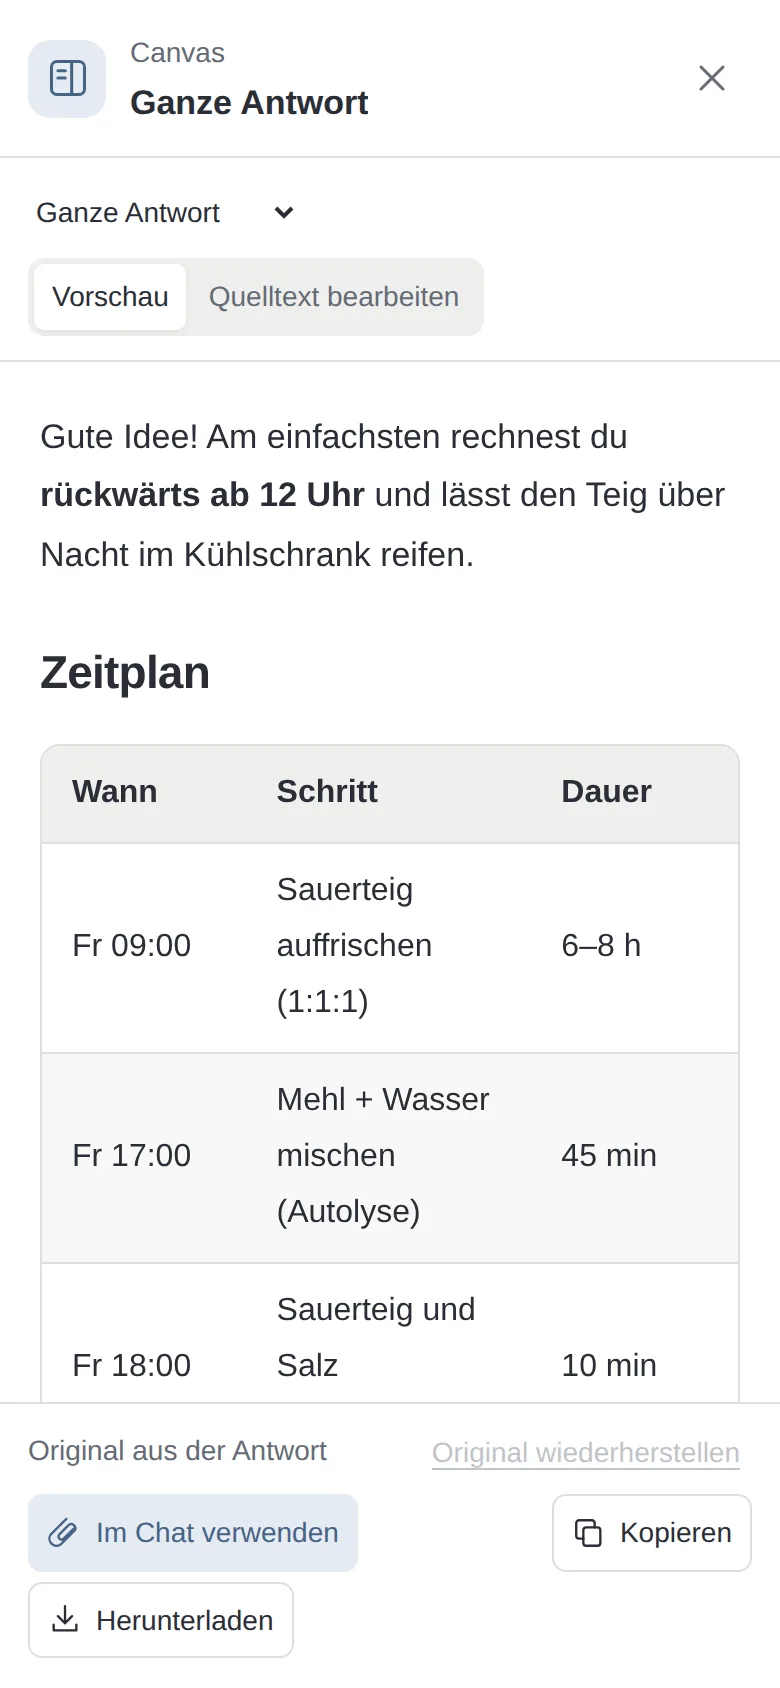 Canvas
Ganze Antwort
Ganze Antwort
Vorschau
Quelltext bearbeiten
Gute Idee! Am einfachsten rechnest du
rückwärts ab 12 Uhr und lässt den Teig über
Nacht im Kühlschrank reifen.
Zeitplan
Wann Schritt Dauer
Sauerteig
auffrischen
(1:1:1)
Fr 09:00
6–8 h
Mehl + Wasser
mischen
(Autolyse)
Fr 17:00
45 min
Sauerteig und
Salz
Fr 18:00
10 min
Original aus der Antwort
Original wiederherstellen
Im Chat verwenden
Kopieren
Herunterladen